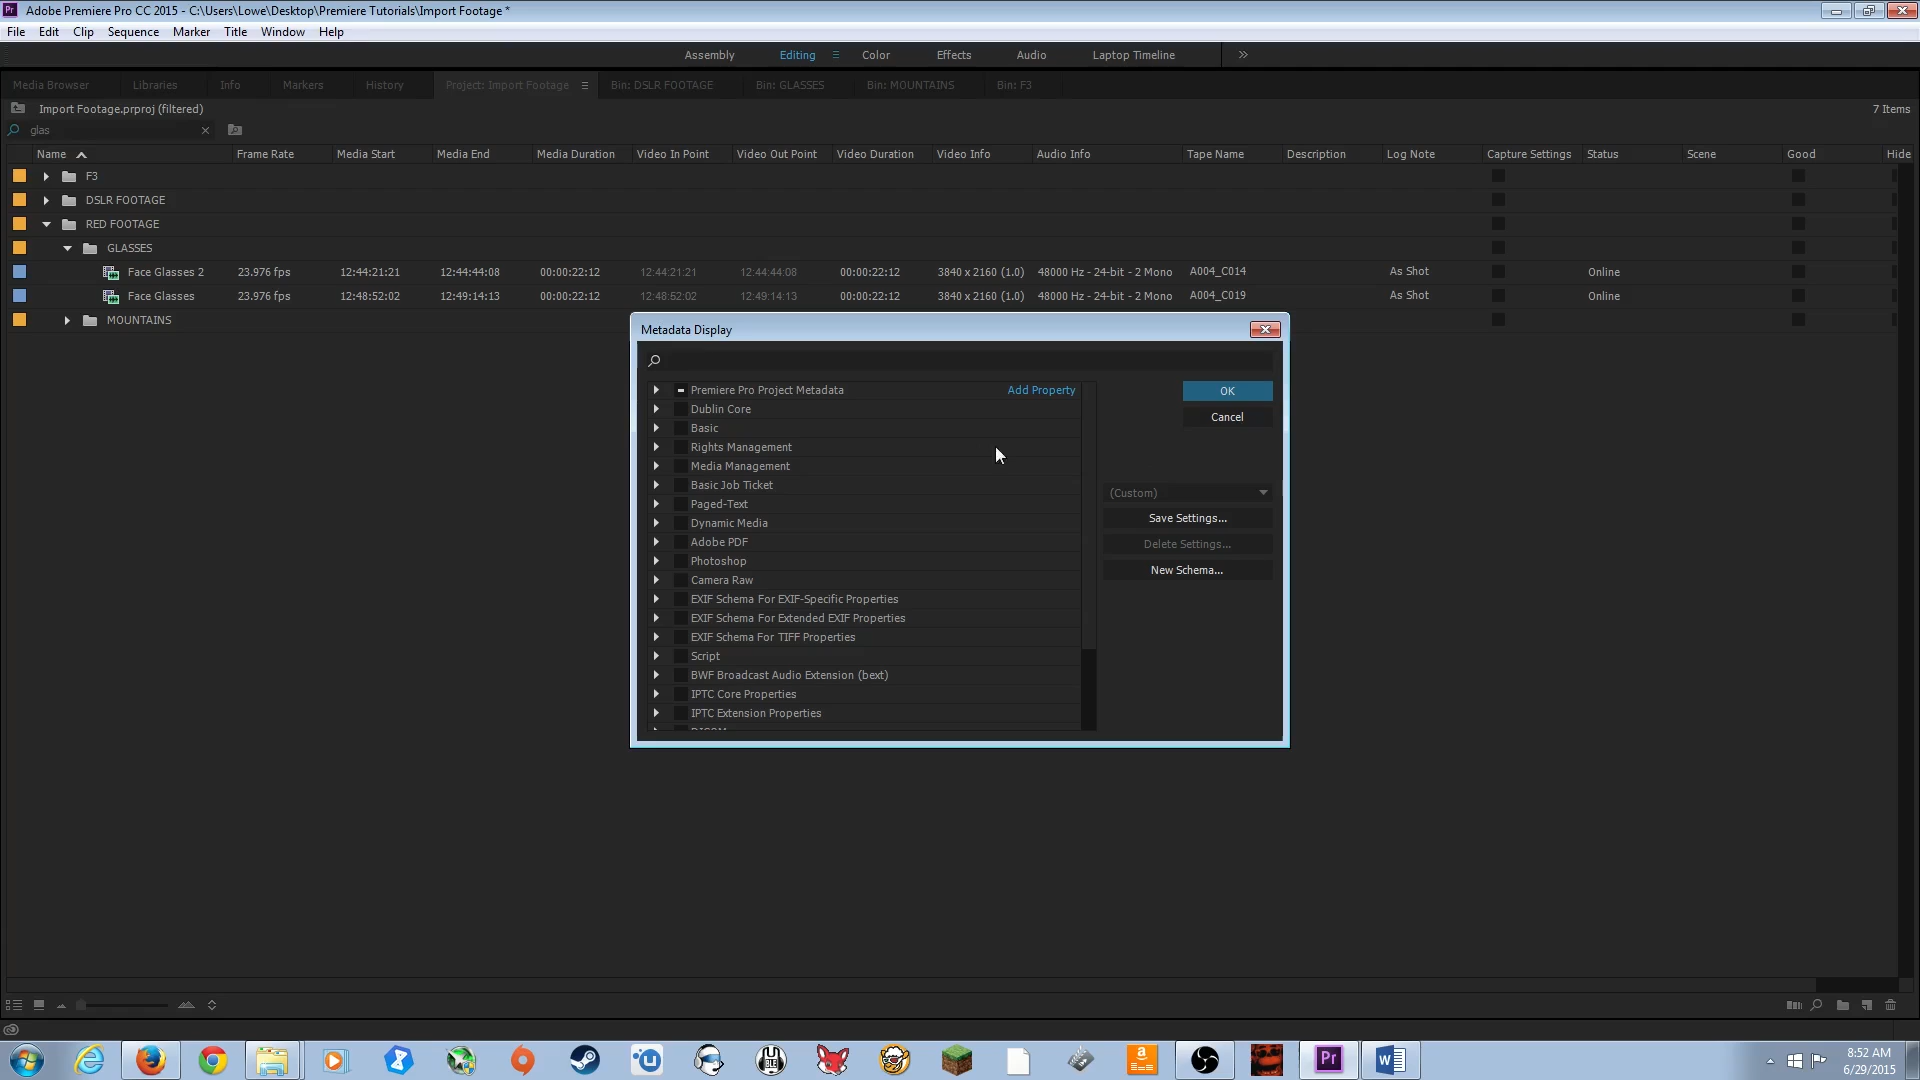 Adobe Premiere Pro CC 2015 - C:\Users\Lowe\Desktop\Premiere Tutorials\Import Footage *
File Edit Clip Sequence Marker Title Window Help
Assembly Editing Color Effects Audio Laptop Timeline
Media Browser Libraries Info Markers History Project: Import Footage Bin: DSLR FOOTAGE Bin: GLASSES Bin: MOUNTAINS Bin: F3
Import Footage.prproj (filtered) 7 Items
glas
Name Frame Rate Media Start Media End Media Duration Video In Point Video Out Point Video Duration Video Info Audio Info Tape Name Description Log Note Capture Settings Status Scene Good Hide
F3
DSLR FOOTAGE
RED FOOTAGE
GLASSES
Face Glasses 2 23.976 fps 12:44:21:21 12:44:44:08 00:00:22:12 12:44:21:21 12:44:44:08 00:00:22:12 3840 x 2160 (1.0) 48000 Hz - 24-bit - 2 Mono A004_C014 As Shot Online
Face Glasses 23.976 fps 12:48:52:02 12:49:14:13 00:00:22:12 12:48:52:02 12:49:14:13 00:00:22:12 3840 x 2160 (1.0) 48000 Hz - 24-bit - 2 Mono A004_C019 As Shot Online
MOUNTAINS
Metadata Display
Premiere Pro Project Metadata Add Property
Dublin Core
Basic
Rights Management
Media Management
Basic Job Ticket
Paged-Text
Dynamic Media
Adobe PDF
Photoshop
Camera Raw
EXIF Schema For EXIF-Specific Properties
EXIF Schema For Extended EXIF Properties
EXIF Schema For TIFF Properties
Script
BWF Broadcast Audio Extension (bext)
IPTC Core Properties
IPTC Extension Properties
OK
Cancel
(Custom)
Save Settings...
Delete Settings...
New Schema...
8:52 AM
6/29/2015